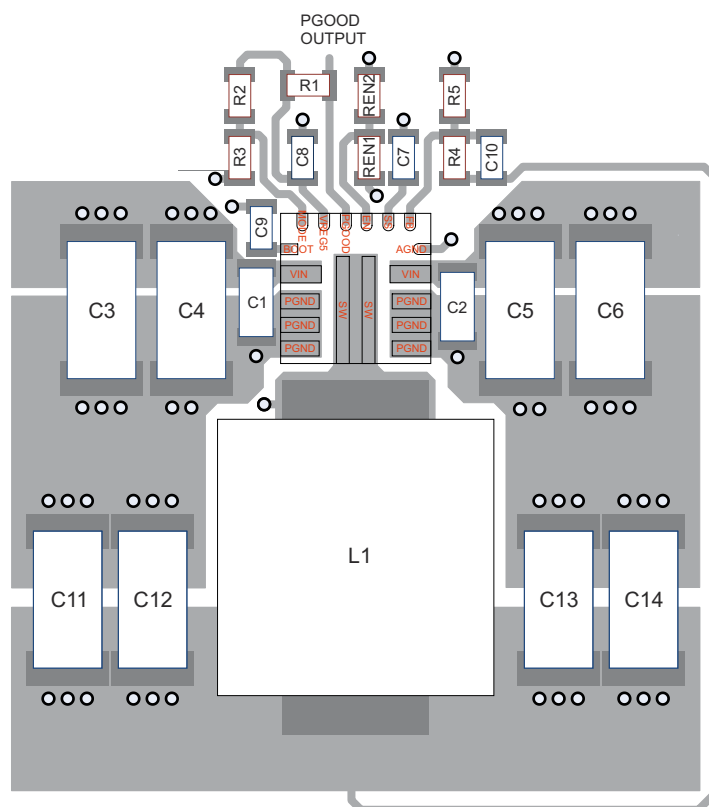 PGOOD
OUTPUT
R2
R1
REN2
R5
R3
C8
REN1
C7
R4
C10
C9
MODE
VREG5
PGOOD
EN
SS
FB
BOOT
AGND
C3
C4
C1
VIN
VIN
C2
C5
C6
PGND
SW
SW
PGND
PGND
PGND
PGND
PGND
L1
C11
C12
C13
C14